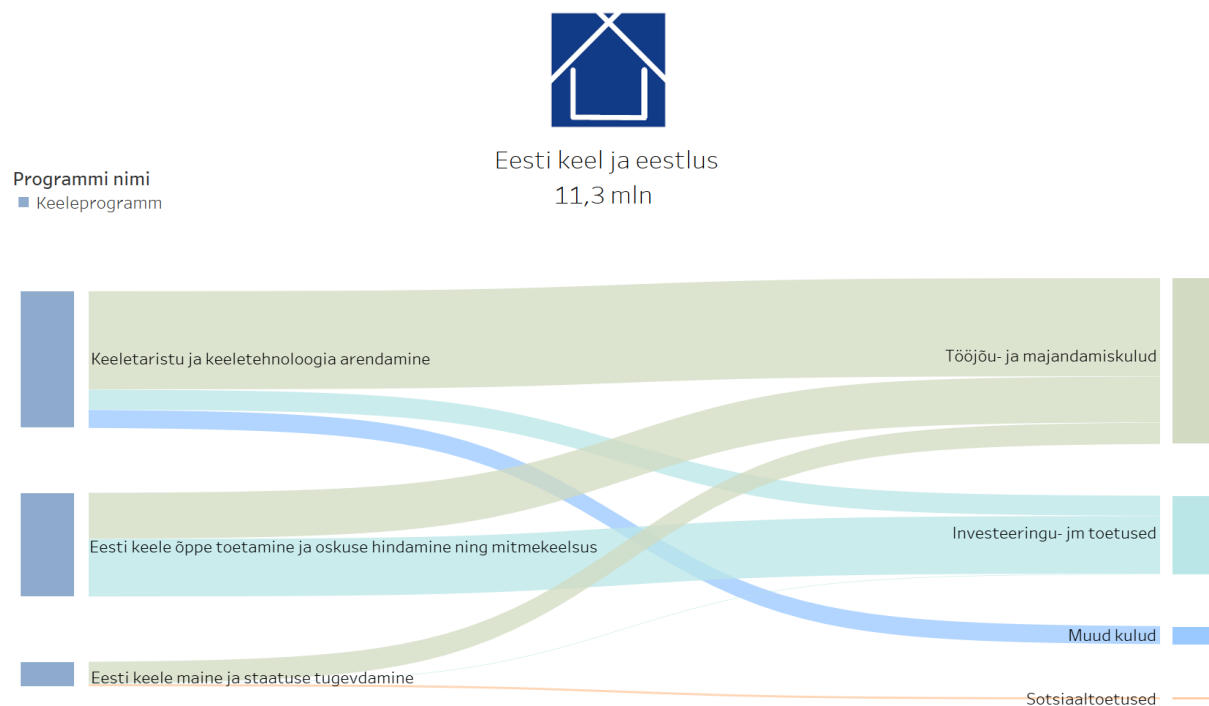 Eesti keel ja eestlus
11,3 mln
Programmi nimi
Keeleprogramm
Keeletaristu ja keeletehnoloogia arendamine
Tööjõu- ja majandamiskulud
Eesti keele õppe toetamine ja oskuse hindamine ning mitmekeelsus
Investeeringu- jm toetused
Muud kulud
Eesti keele maine ja staatuse tugevdamine
Sotsiaaltoetused